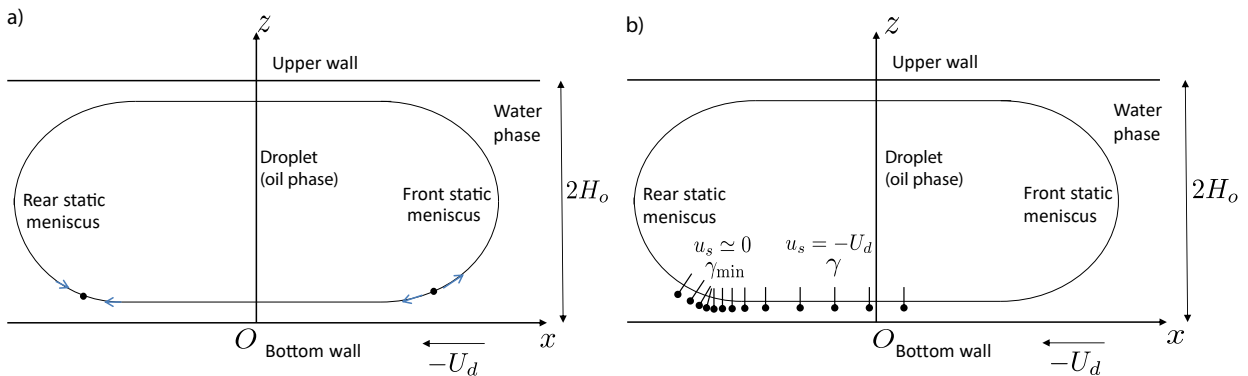 a)
z
Upper wall
Water
phase
Droplet
(oil phase)
Rear static
meniscus
Front static
meniscus
2H_o
O
x
Bottom wall
-U_d
b)
z
Upper wall
Water
phase
Droplet
(oil phase)
Rear static
meniscus
Front static
meniscus
2H_o
u_s ≃ 0
γ_min
u_s = -U_d
γ
O
x
Bottom wall
-U_d